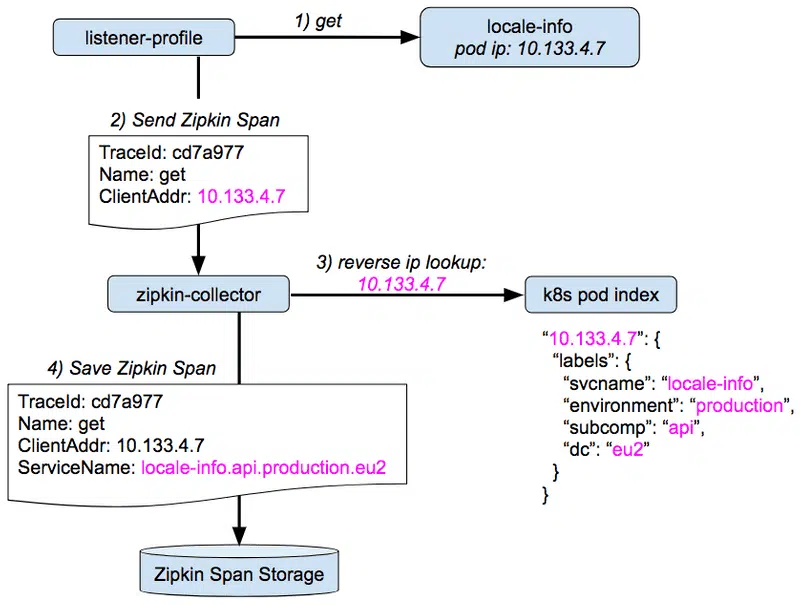 1) get
listener-profile
locale-info
pod ip: 10.133.4.7
2) Send Zipkin Span
TraceId: cd7a977
Name: get
ClientAddr: 10.133.4.7
3) reverse ip lookup:
10.133.4.7
zipkin-collector
k8s pod index
“10.133.4.7”: {
“labels”: {
“svcname”: “locale-info”,
“environment”: “production”,
“subcomp”: “api”,
“dc”: “eu2”
}
}
4) Save Zipkin Span
TraceId: cd7a977
Name: get
ClientAddr: 10.133.4.7
ServiceName: locale-info.api.production.eu2
Zipkin Span Storage